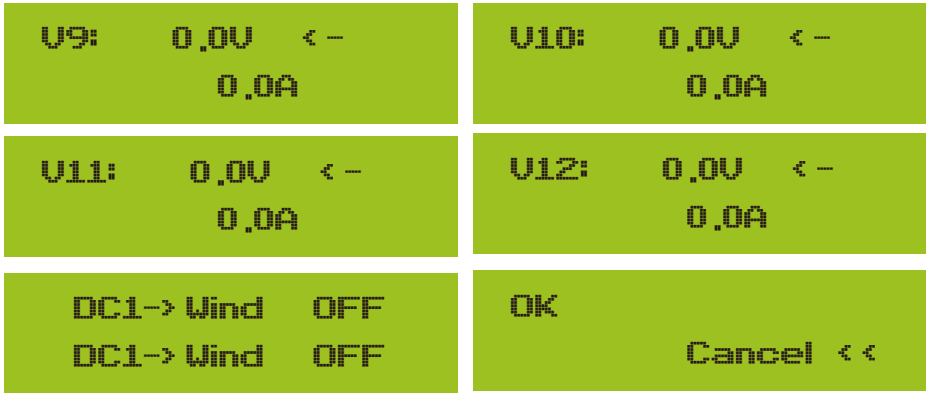 V9: 0.0V <-
0.0A
V10: 0.0V <-
0.0A
V11: 0.0V <-
0.0A
V12: 0.0V <-
0.0A
DC1-> Wind OFF
DC1-> Wind OFF
OK
Cancel <<